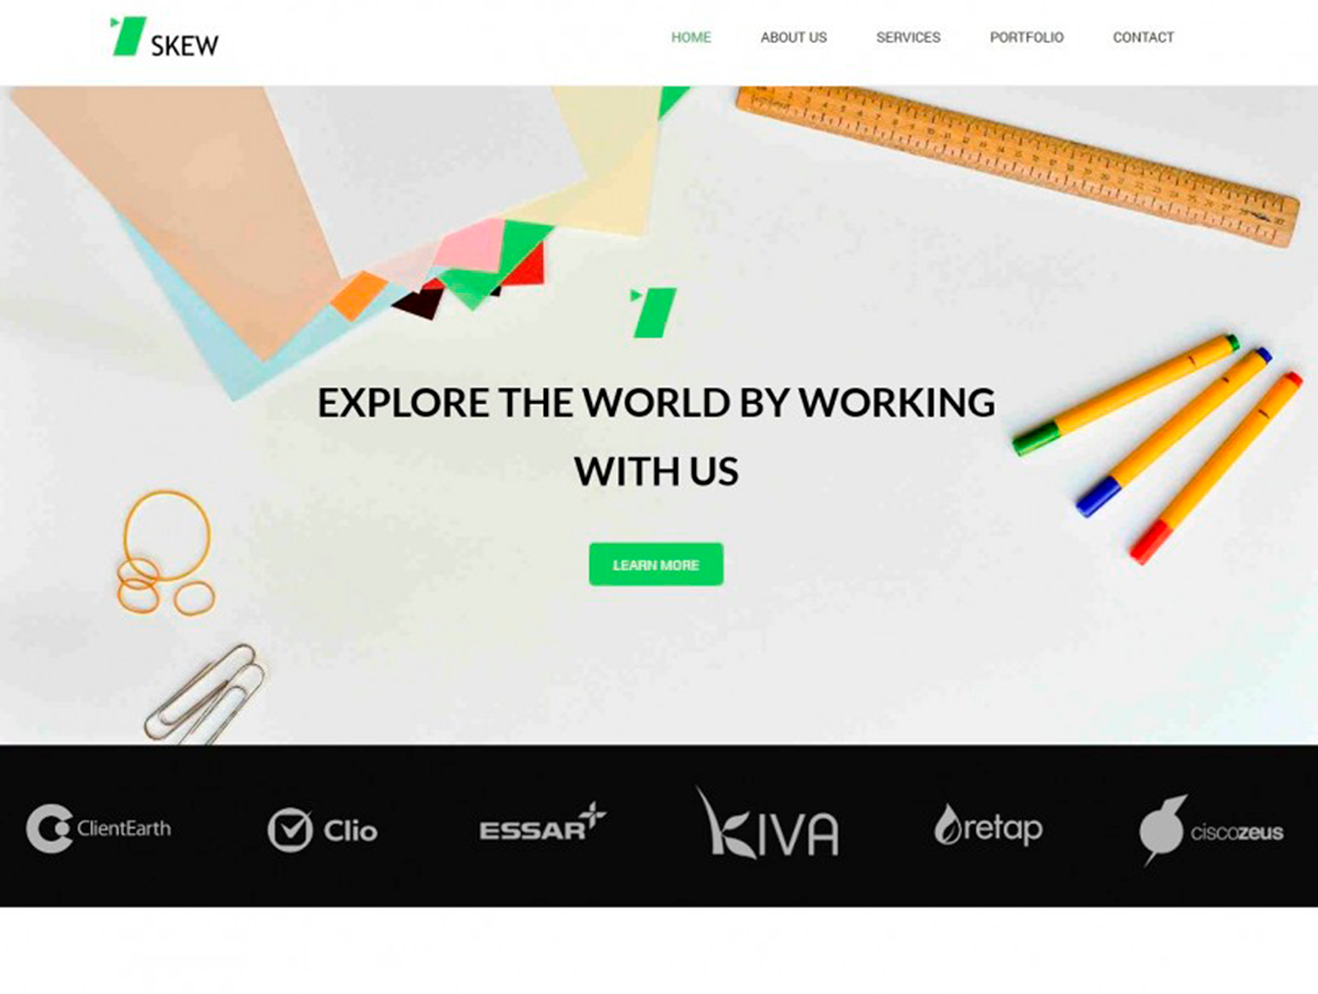 SKEW
HOME ABOUT US SERVICES PORTFOLIO CONTACT
EXPLORE THE WORLD BY WORKING
WITH US
LEARN MORE
ClientEarth Clio ESSAR KIVA retap ciscozeus